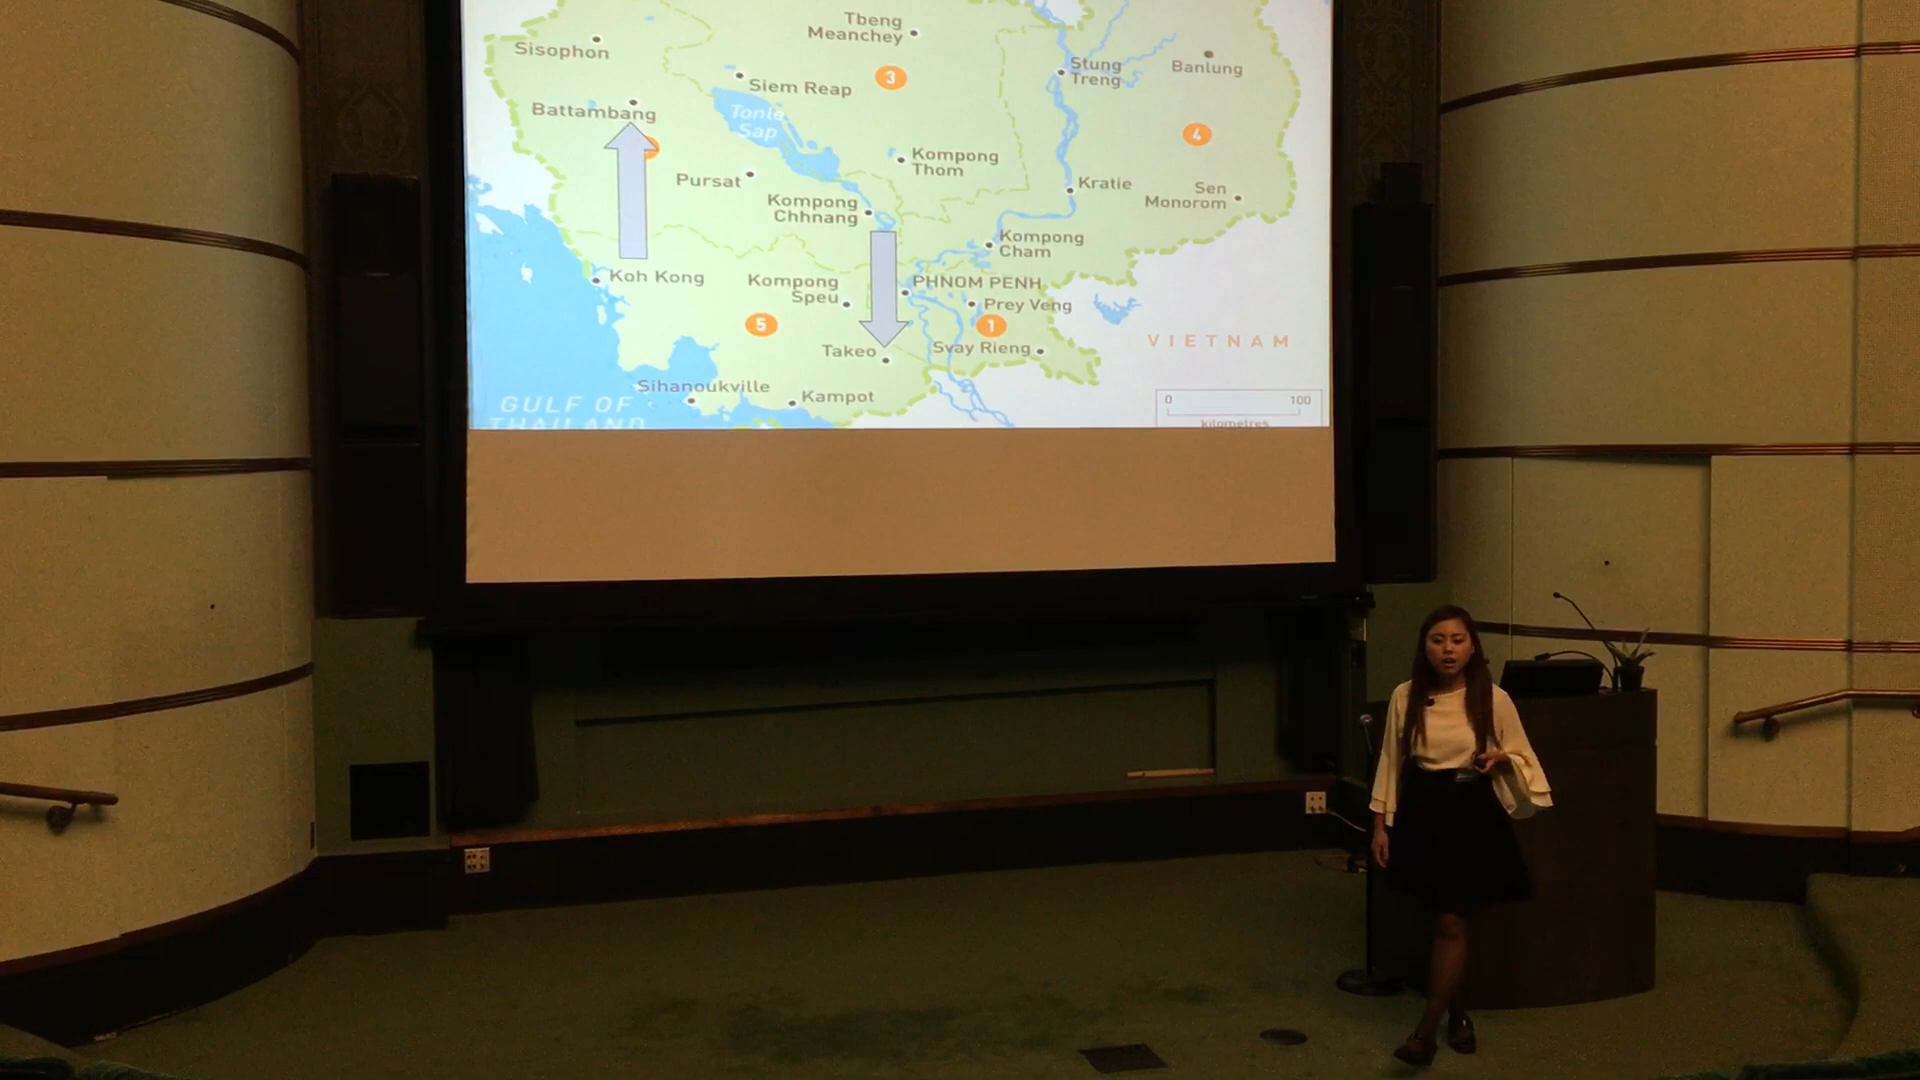 Tbeng
Meanchey
Sisophon
Stung
Treng
Banlung
3
Siem Reap
Battambang
Tonle
Sap
4
Kompong
Thom
Pursat
Kratie
Sen
Monorom
Kompong
Chhnang
Kompong
Cham
Koh Kong
Kompong
Speu
PHNOM PENH
Prey Veng
5
1
VIETNAM
Takeo
Svay Rieng
Sihanoukville
Kampot
GULF OF
THAILAND
0 100
kilometres